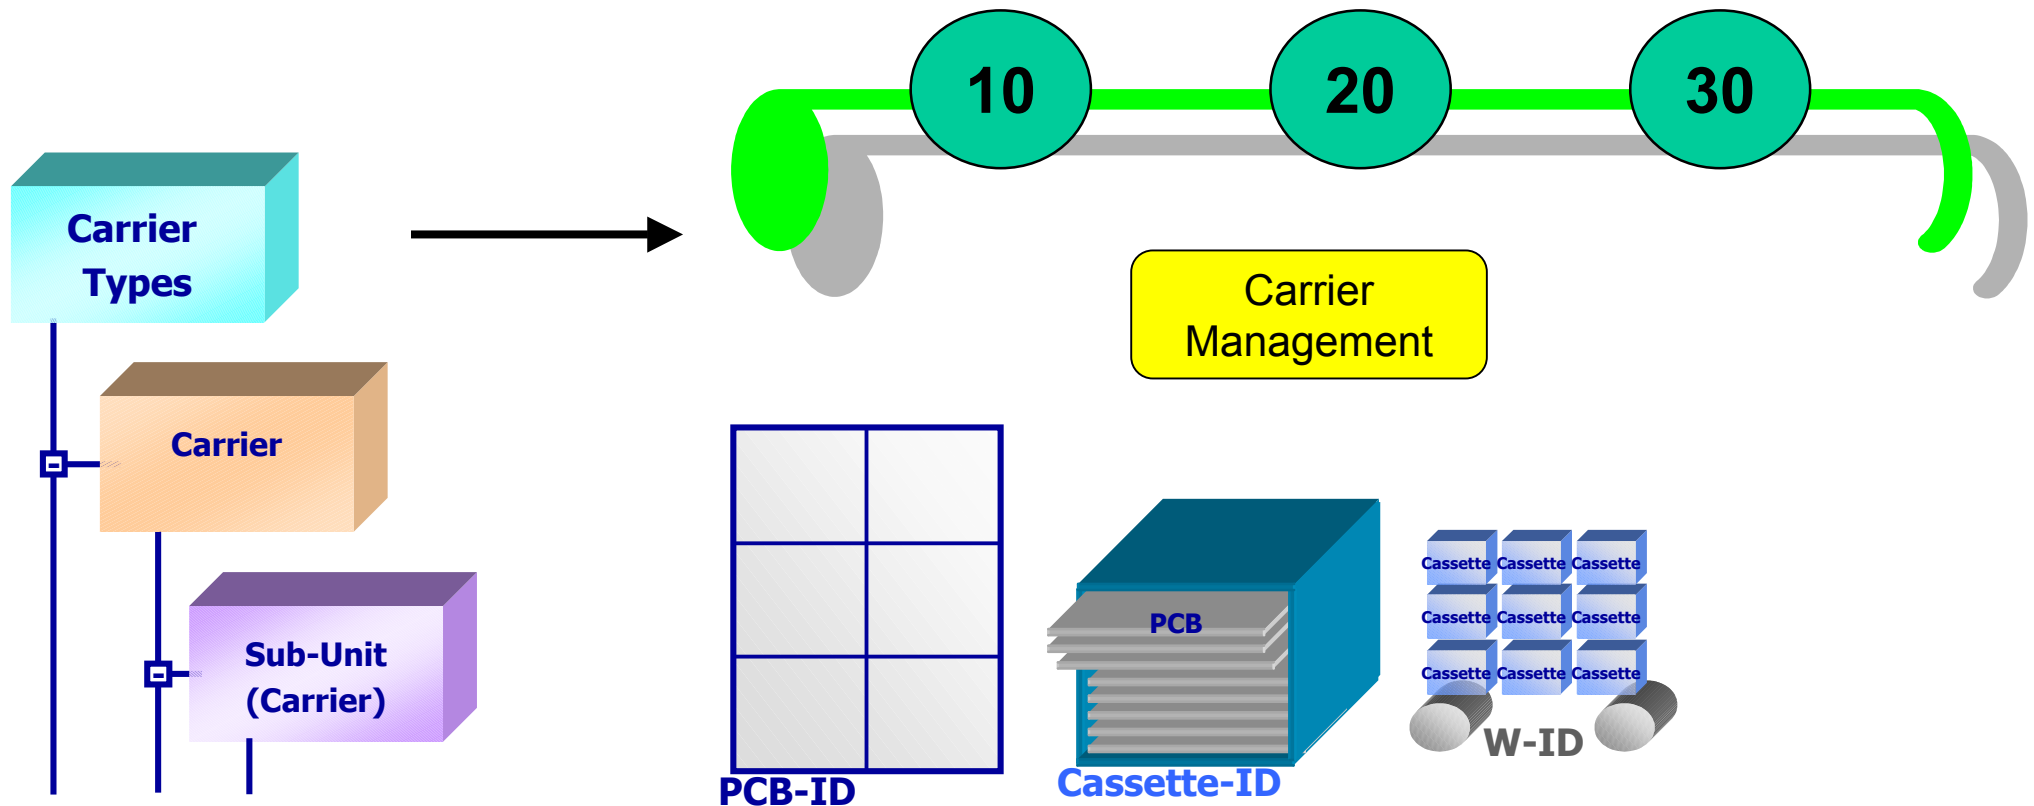 10 20 30
Carrier
Types
Carrier
Management
Carrier
Sub-Unit
(Carrier)
PCB
Cassette Cassette Cassette
Cassette Cassette Cassette
Cassette Cassette Cassette
W-ID
Cassette-ID
PCB-ID